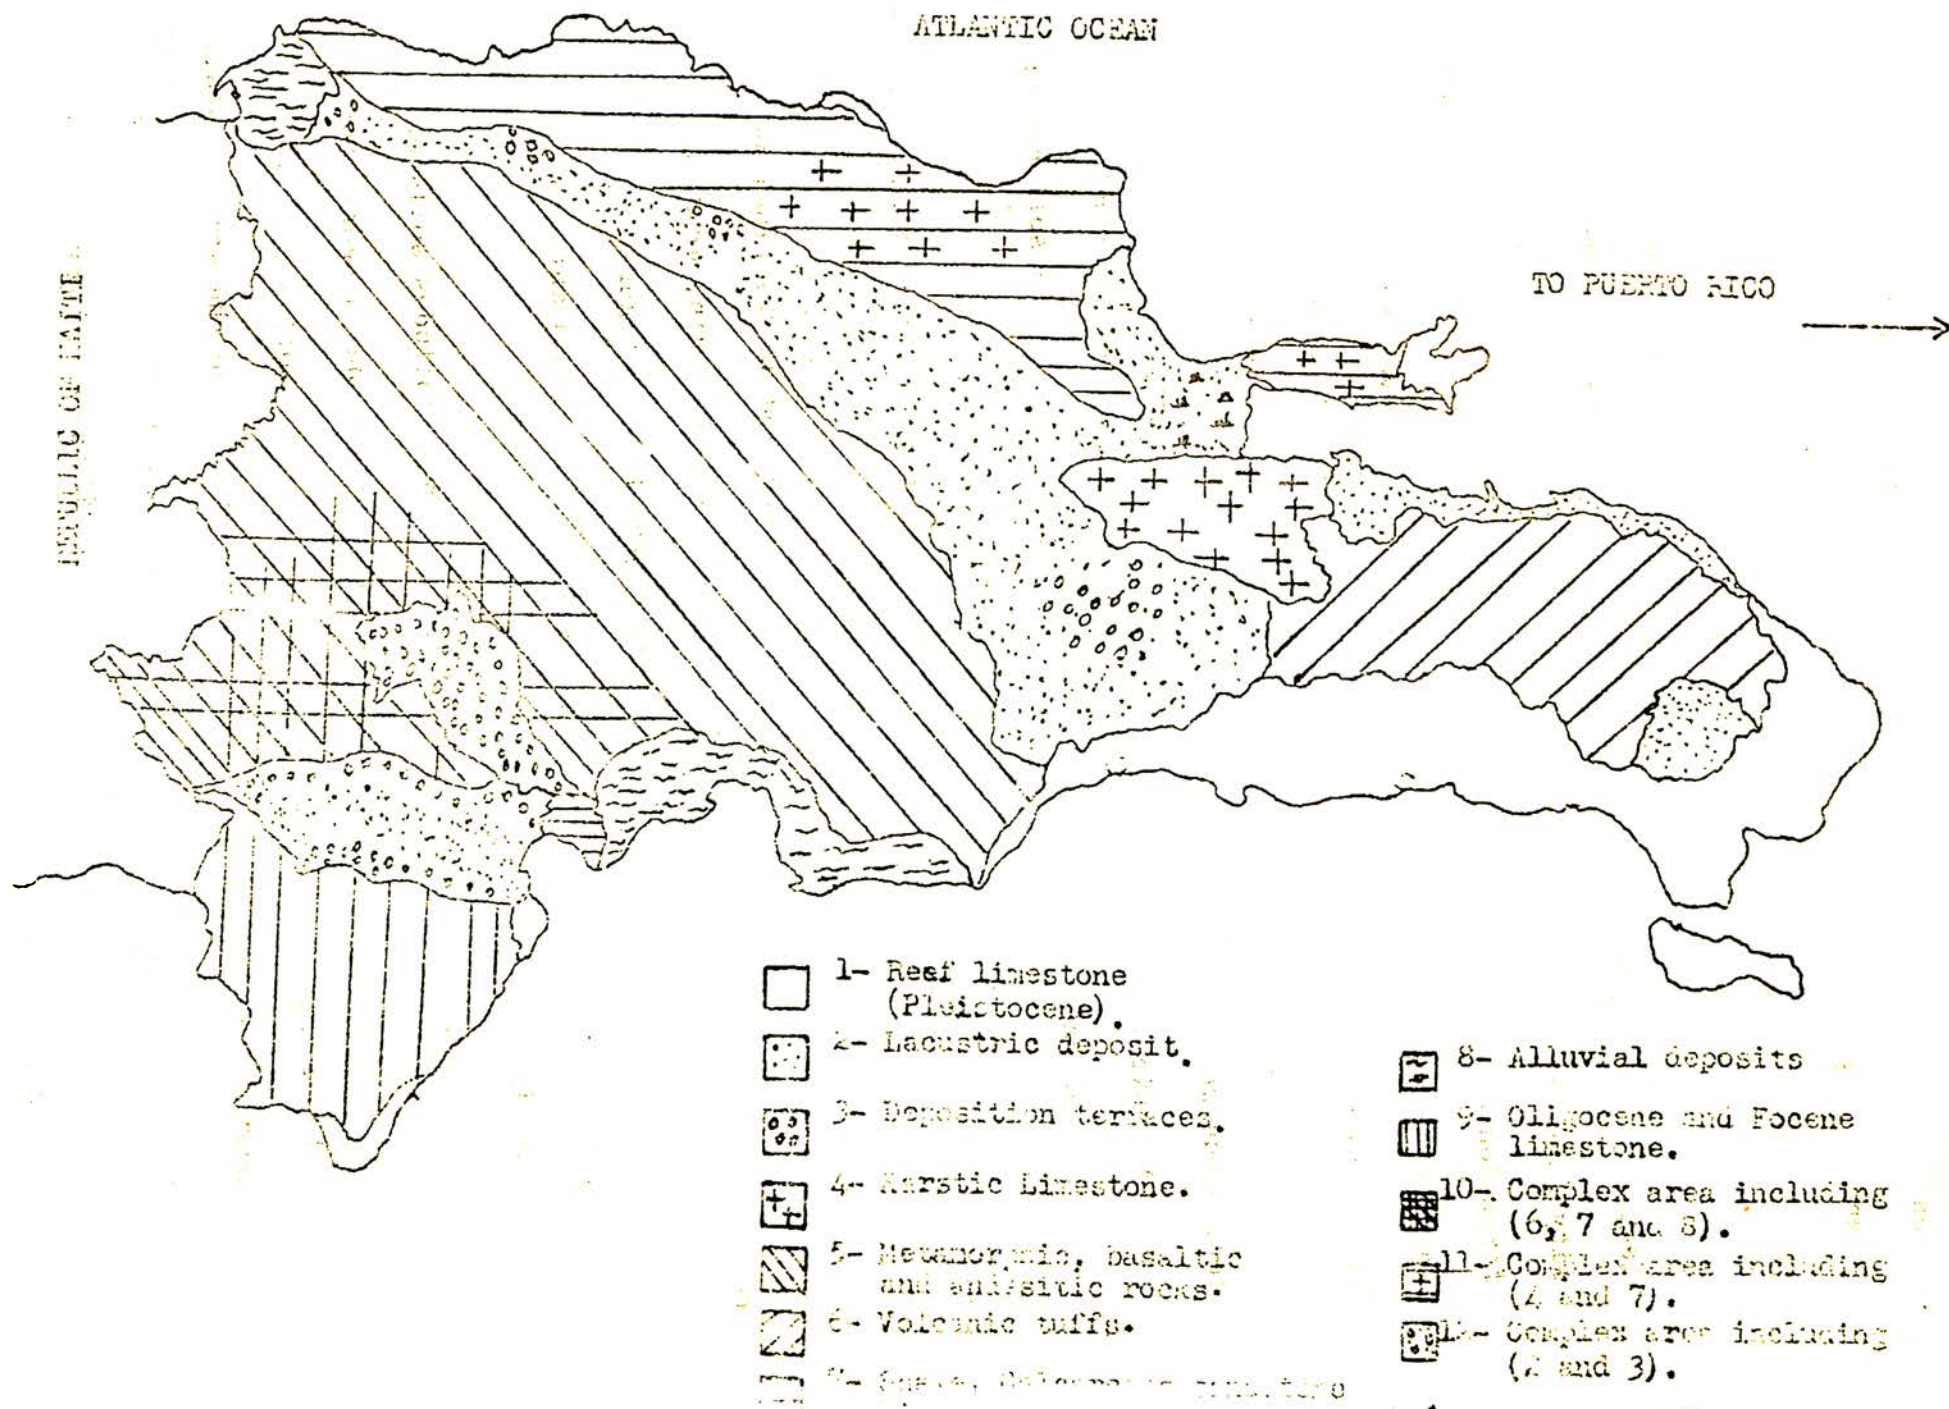 ATLANTIC OCEAN
TO PUERTO RICO
REPUBLIC OF HAITE
1- Reef limestone
(Pleistocene).
2- Lacustric deposit.
3- Deposition terraces.
4- Karstic Limestone.
5- basaltic
and rocks.
6- Volcanic tuffs.
8- Alluvial deposits
9- Oligocene and Eocene
limestone.
10- Complex area including
(6, 7 and 8).
11- Complex area including
(4 and 7).
12- Complex area including
(2 and 3).